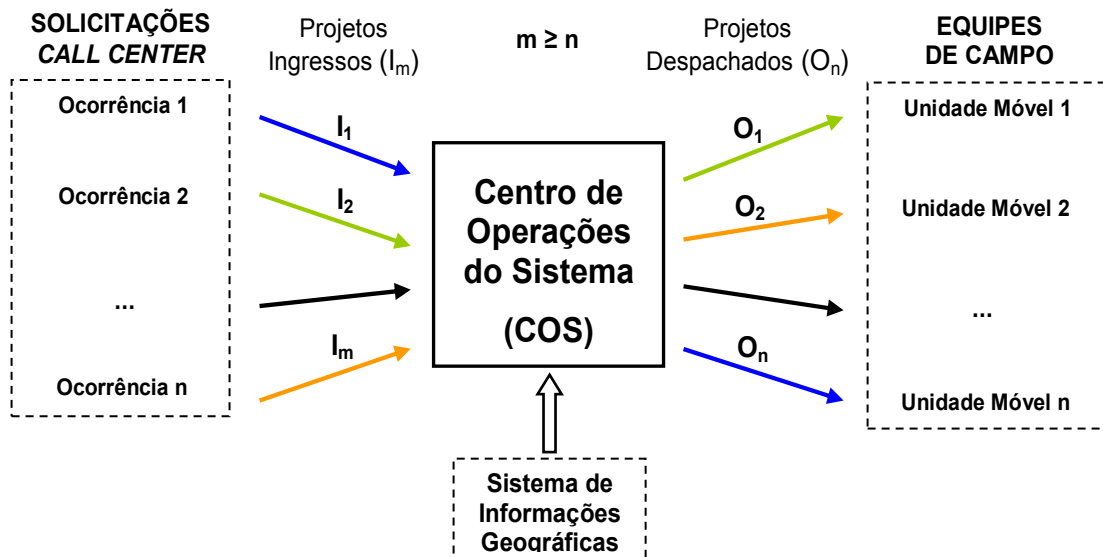 SOLICITAÇÕES
CALL CENTER
Ocorrência 1
Ocorrência 2
...
Ocorrência n
Projetos
Ingressos (Im)
I1
I2
Im
m ≥ n
Centro de
Operações
do Sistema
(COS)
Sistema de
Informações
Geográficas
Projetos
Despachados (On)
O1
O2
On
EQUIPES
DE CAMPO
Unidade Móvel 1
Unidade Móvel 2
...
Unidade Móvel n